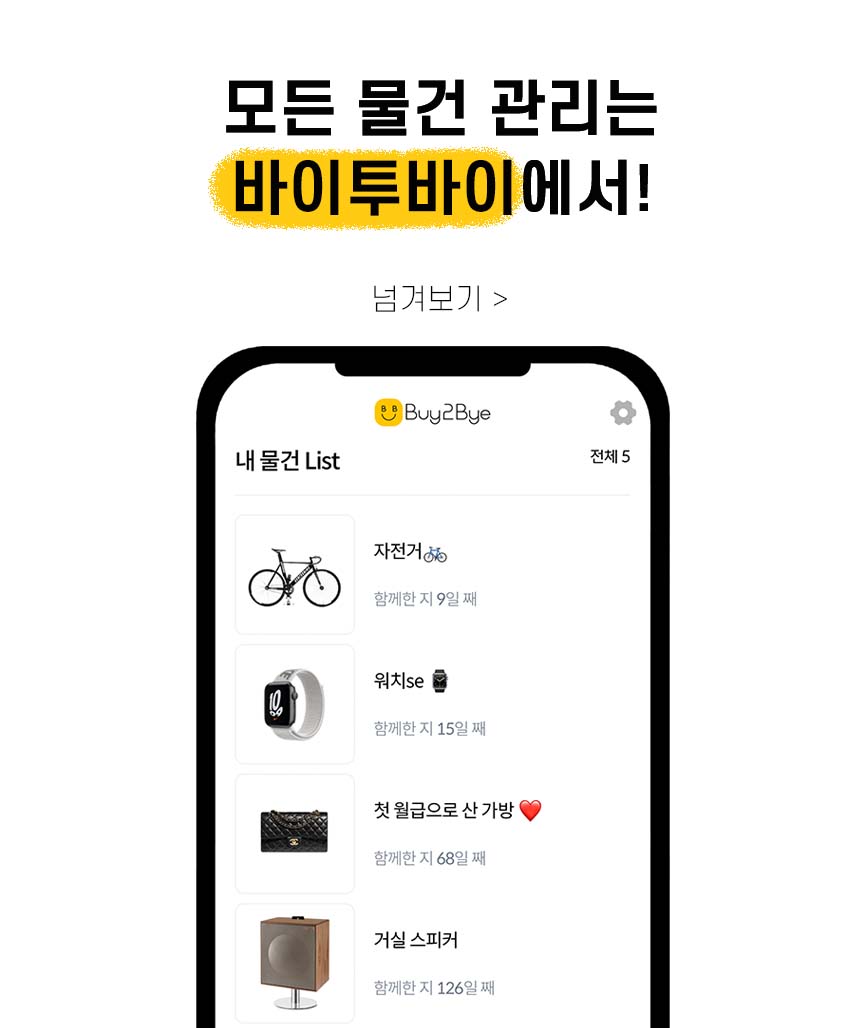 모든 물건 관리는
바이투바이에서!
넘겨보기 >
B B Buy2Bye
내 물건 List
전체 5
자전거🚲
함께한 지 9일 째
워치se ⌚
함께한 지 15일 째
첫 월급으로 산 가방 ❤️
함께한 지 68일 째
거실 스피커
함께한 지 126일 째